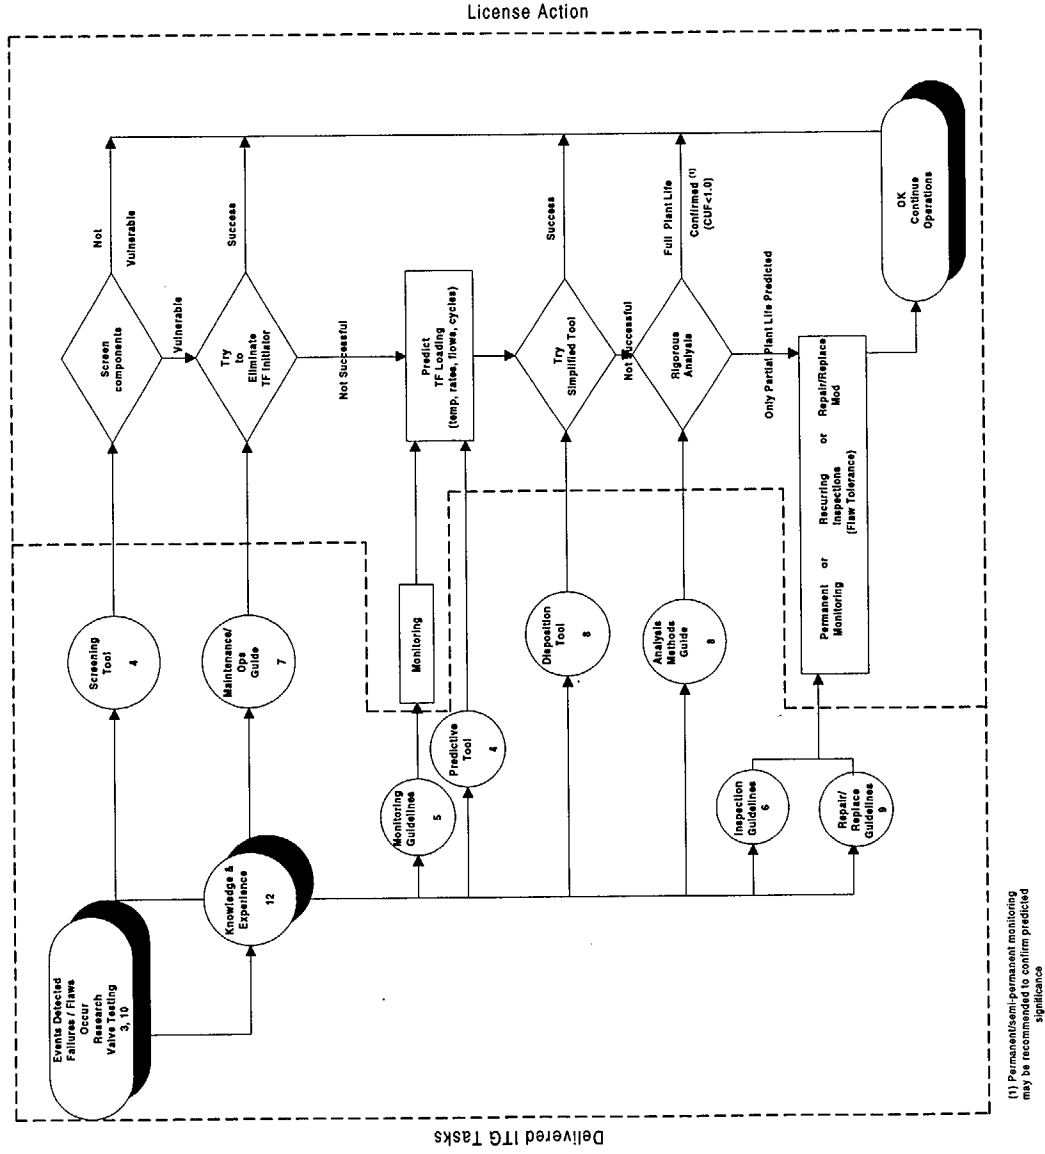 License Action
Not
Vulnerable
Success
Success
Full Plant Life
Confirmed (1)
(CUF<1.0)
OK
Continue
Operations
Screen
components
Vulnerable
Try
to
Eliminate
TF Initiator
Not Successful
Predict
TF Loading
(temp, rates, flows, cycles)
Try
Simplified Tool
Not Successful
Rigorous
Analysis
Only Partial Plant Life Predicted
Permanent or Recurring or Repair/Replace
Monitoring Inspections Mod
(Flaw Tolerance)
Screening
Tool
4
Maintenance/
Ops
Guide
7
Monitoring
Disposition
Tool
8
Analysis
Methods
Guide
8
Monitoring
Guidelines
5
Predictive
Tool
4
Inspection
Guidelines
6
Repair/
Replace
Guidelines
9
Knowledge &
Experience
12
Events Detected
Failures / Flaws
Occur
Research
Valve Testing
3, 10
Delivered ITG Tasks
(1) Permanent/semi-permanent monitoring
may be recommended to confirm predicted
significance